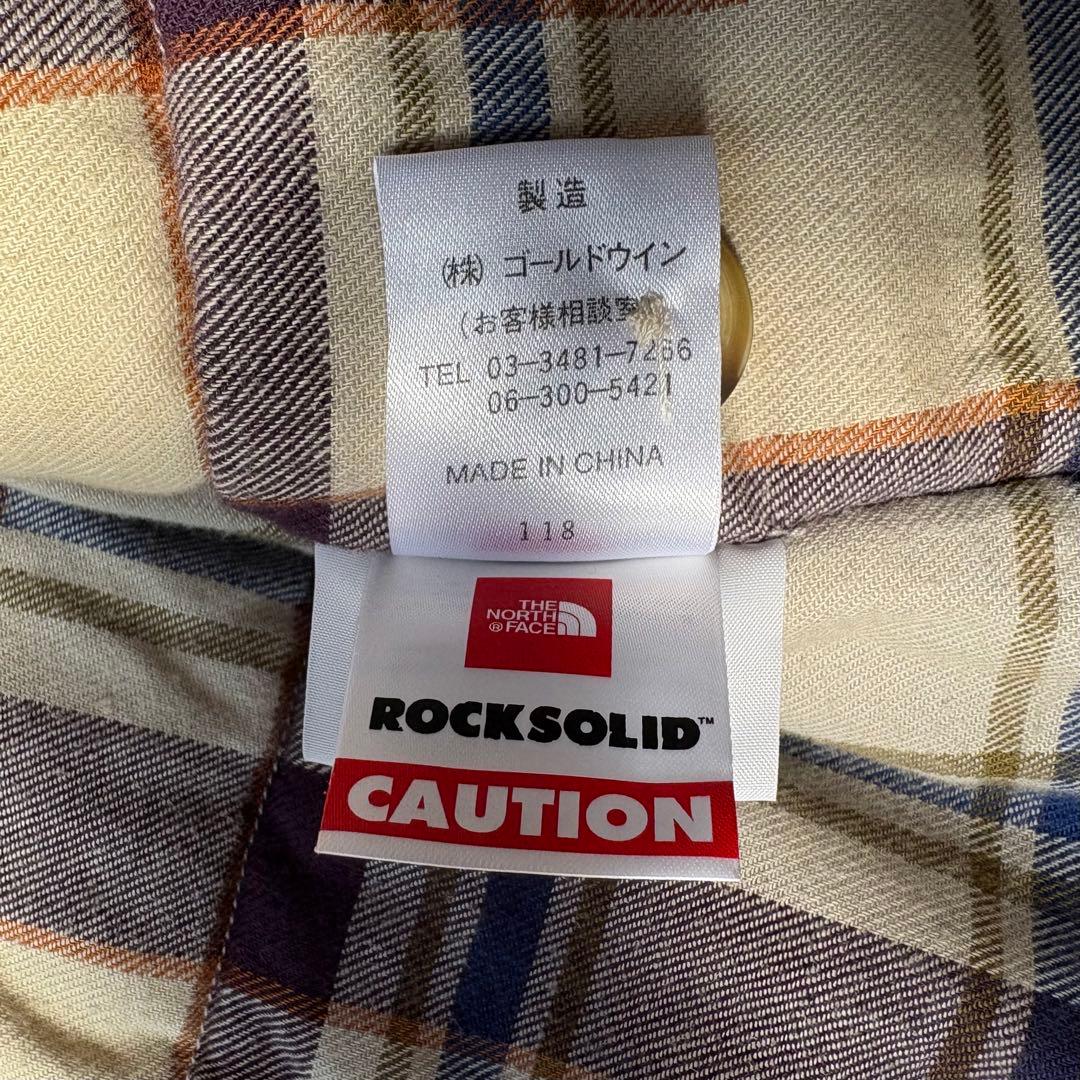 製造
(株) ゴールドウイン
(お客様相談室)
TEL 03-3481-7266
06-300-5421
MADE IN CHINA
118
THE
NORTH
®FACE
ROCKSOLID™
CAUTION